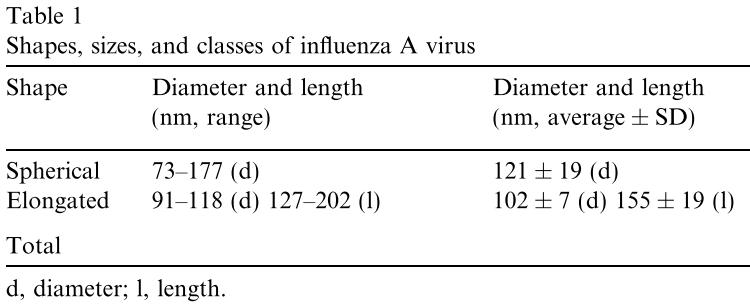 Table 1
Shapes, sizes, and classes of influenza A virus
Shape Diameter and length Diameter and length
(nm, range) (nm, average ± SD)
Spherical 73–177 (d) 121 ± 19 (d)
Elongated 91–118 (d) 127–202 (l) 102 ± 7 (d) 155 ± 19 (l)
Total
d, diameter; l, length.